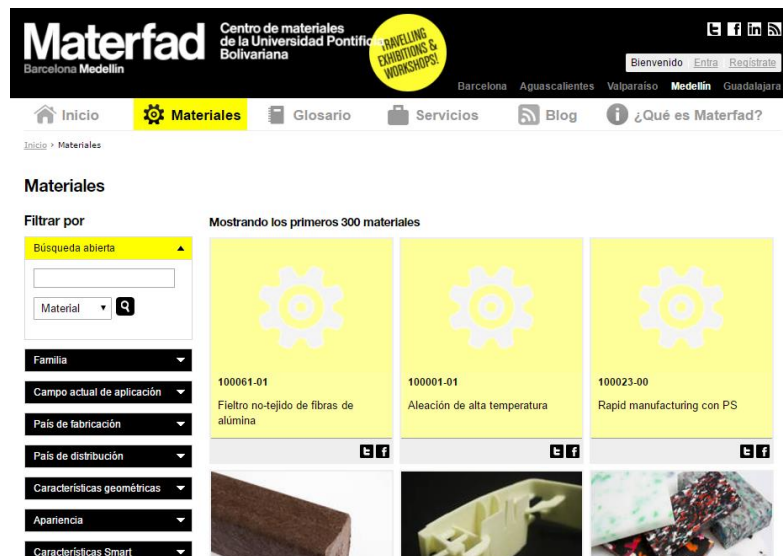 Materfad
Barcelona Medellín
Centro de materiales
de la Universidad Pontificia
Bolivariana
TRAVELLING
EXHIBITIONS &
WORKSHOPS!
Bienvenido Entra Regístrate
Barcelona Aguascalientes Valparaíso Medellín Guadalajara
Inicio Materiales Glosario Servicios Blog ¿Qué es Materfad?
Inicio > Materiales
Materiales
Filtrar por
Mostrando los primeros 300 materiales
Búsqueda abierta
Material
Familia
Campo actual de aplicación
País de fabricación
País de distribución
Características geométricas
Apariencia
Características Smart
100061-01
Fieltro no-tejido de fibras de
alúmina
100001-01
Aleación de alta temperatura
100023-00
Rapid manufacturing con PS